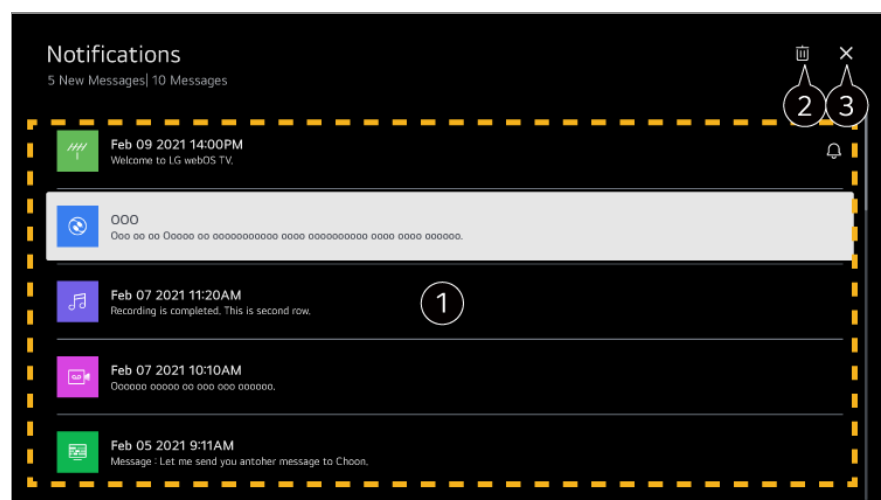 Notifications
5 New Messages| 10 Messages
2
3
Feb 09 2021 14:00PM
Welcome to LG webOS TV.
OOO
Ooo oo oo Ooooo oo ooooooooooo oooo oooooooooo oooo oooo oooooo.
Feb 07 2021 11:20AM
Recording is completed. This is second row.
1
Feb 07 2021 10:10AM
Oooooo ooooo oo ooo ooo oooooo.
Feb 05 2021 9:11AM
Message : Let me send you antoher message to Choon.